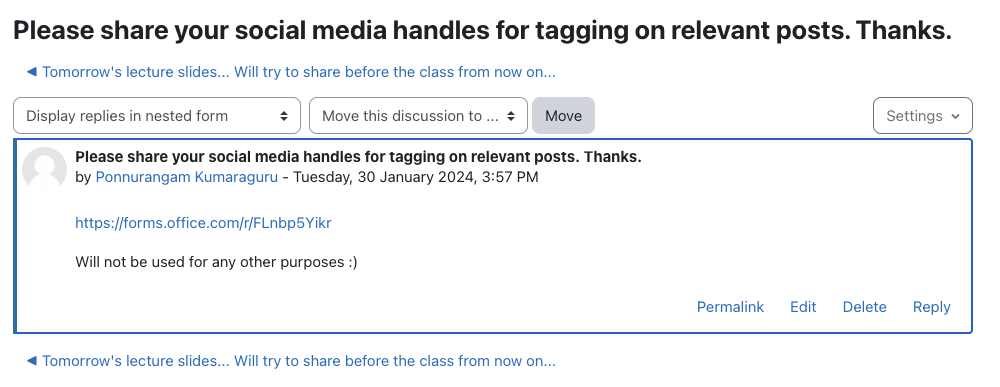 Please share your social media handles for tagging on relevant posts. Thanks.
◄ Tomorrow's lecture slides... Will try to share before the class from now on...
Display replies in nested form
Move this discussion to ...
Move
Settings
Please share your social media handles for tagging on relevant posts. Thanks.
by Ponnurangam Kumaraguru - Tuesday, 30 January 2024, 3:57 PM
https://forms.office.com/r/FLnbp5Yikr
Will not be used for any other purposes :)
Permalink Edit Delete Reply
◄ Tomorrow's lecture slides... Will try to share before the class from now on...